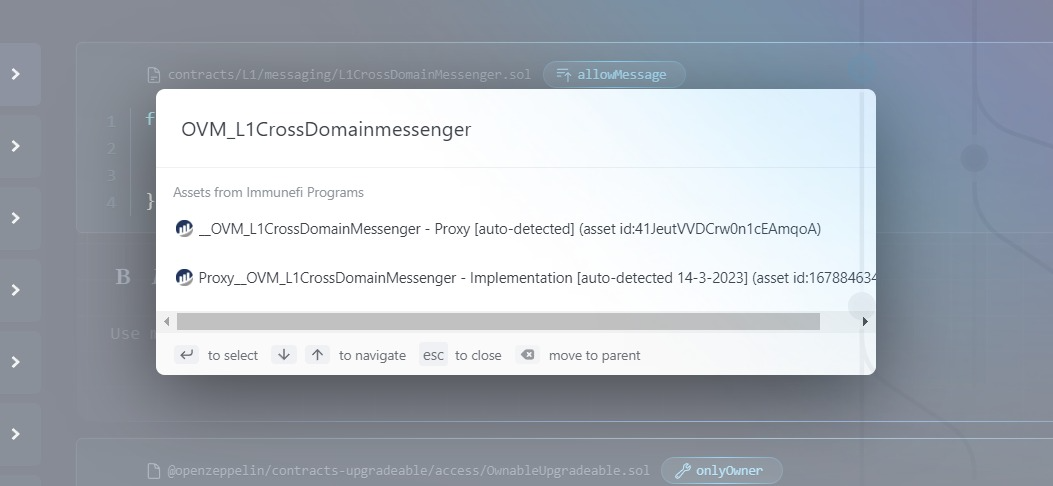 contracts/L1/messaging/L1CrossDomainMessenger.sol allowMessage
1 f
2
3
4 }
OVM_L1CrossDomainmessenger
Assets from Immunefi Programs
__OVM_L1CrossDomainMessenger - Proxy [auto-detected] (asset id:41JeutVVDCrw0n1cEAmqoA)
Proxy__OVM_L1CrossDomainMessenger - Implementation [auto-detected 14-3-2023] (asset id:167884634
to select to navigate esc to close move to parent
B
Use
@openzeppelin/contracts-upgradeable/access/OwnableUpgradeable.sol onlyOwner